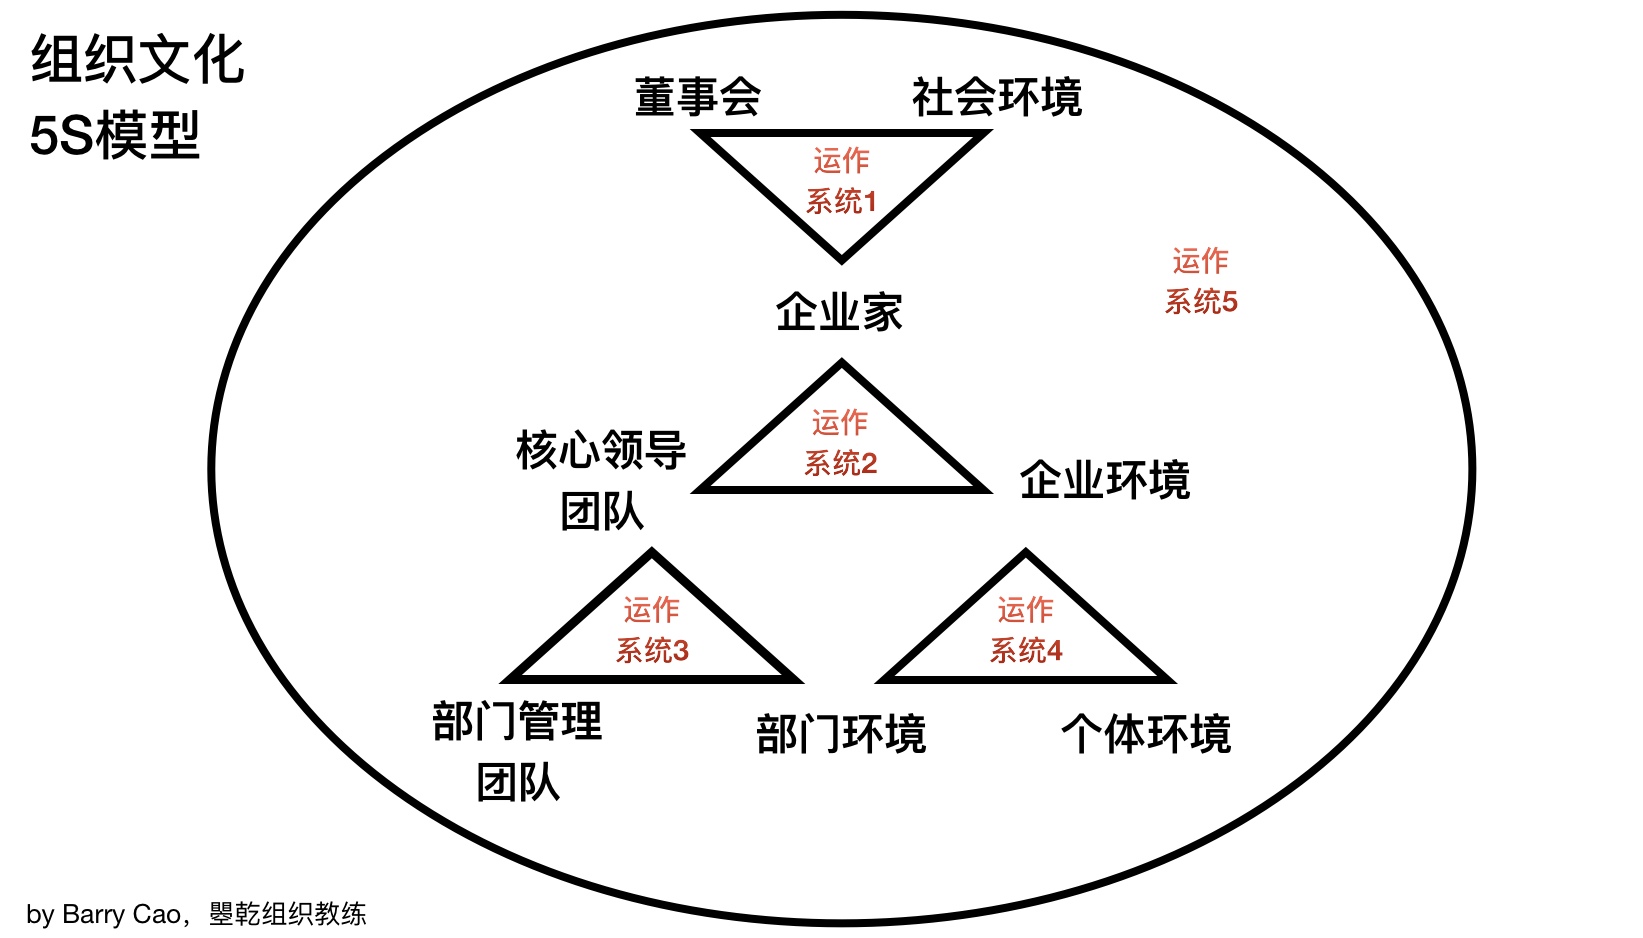 组织文化
5S模型
董事会
社会环境
运作
系统1
企业家
运作
系统5
运作
系统2
核心领导
团队
企业环境
运作
系统3
运作
系统4
部门管理
团队
部门环境
个体环境
by Barry Cao，曌乾组织教练